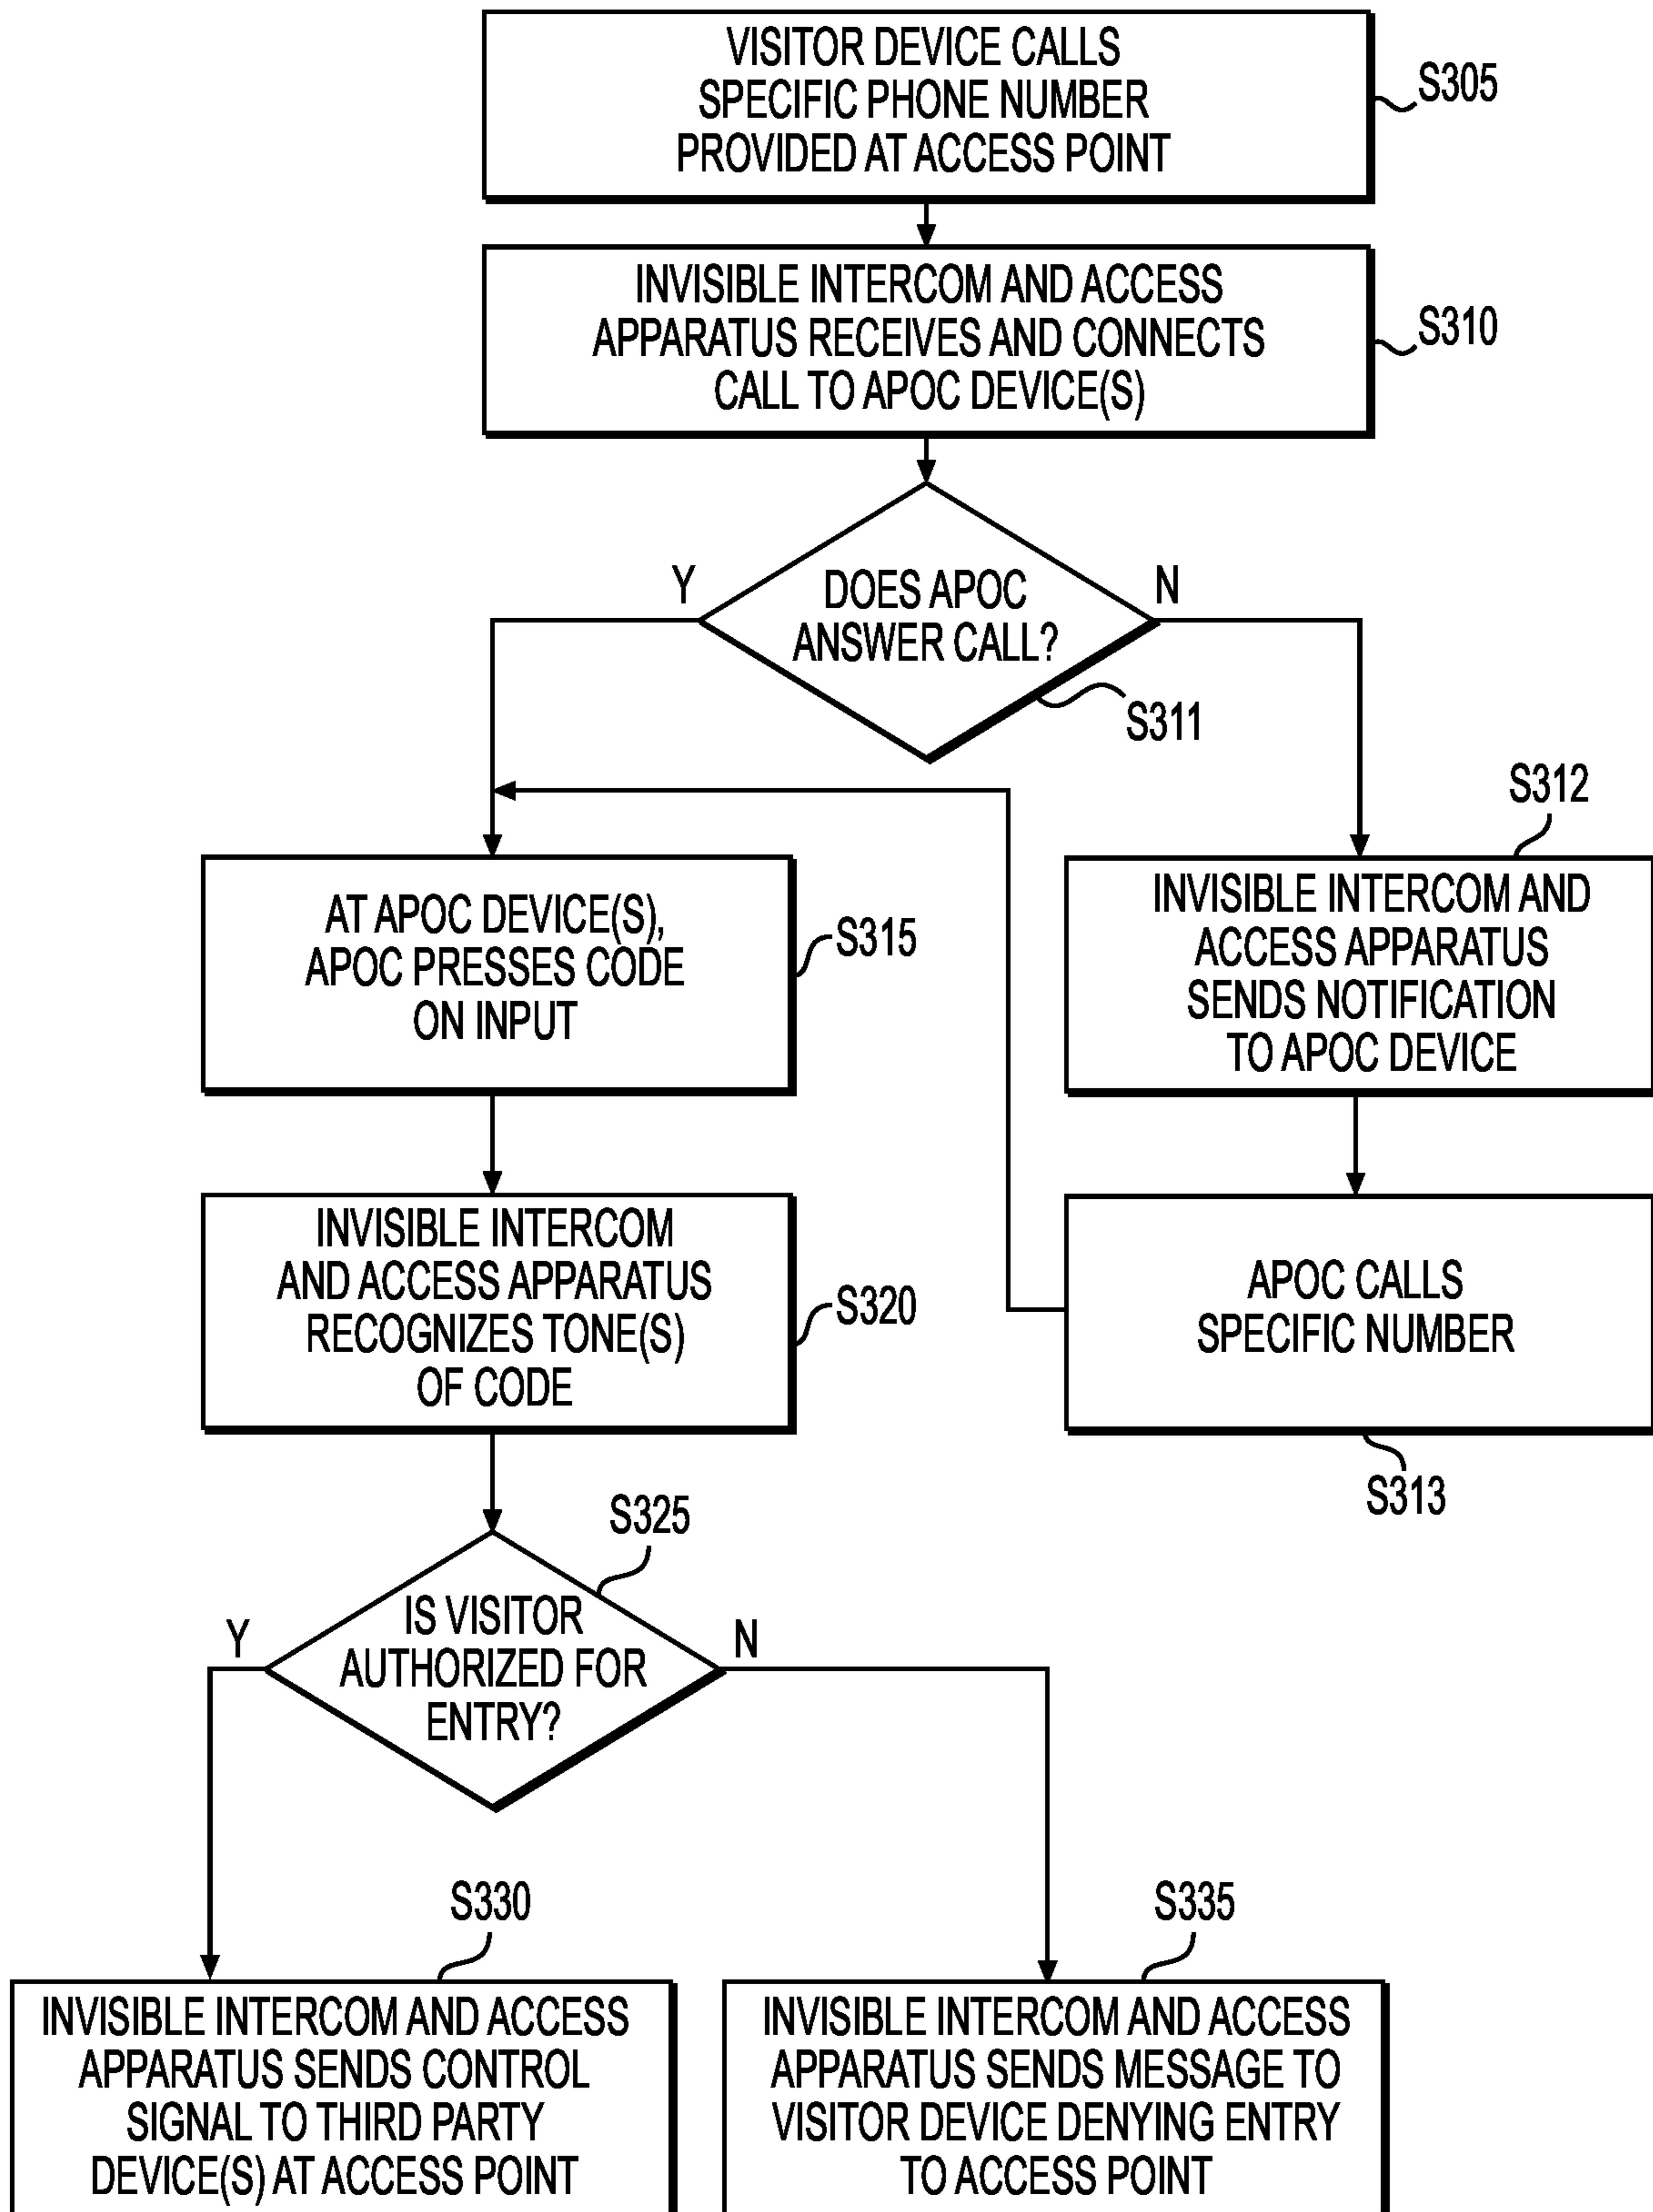 VISITOR DEVICE CALLS
SPECIFIC PHONE NUMBER
PROVIDED AT ACCESS POINT
S305
INVISIBLE INTERCOM AND ACCESS
APPARATUS RECEIVES AND CONNECTS
CALL TO APOC DEVICE(S)
S310
Y
DOES APOC
ANSWER CALL?
N
S311
S312
AT APOC DEVICE(S),
APOC PRESSES CODE
ON INPUT
S315
INVISIBLE INTERCOM AND
ACCESS APPARATUS
SENDS NOTIFICATION
TO APOC DEVICE
INVISIBLE INTERCOM
AND ACCESS APPARATUS
RECOGNIZES TONE(S)
OF CODE
S320
APOC CALLS
SPECIFIC NUMBER
S313
S325
Y
IS VISITOR
AUTHORIZED FOR
ENTRY?
N
S330
S335
INVISIBLE INTERCOM AND ACCESS
APPARATUS SENDS CONTROL
SIGNAL TO THIRD PARTY
DEVICE(S) AT ACCESS POINT
INVISIBLE INTERCOM AND ACCESS
APPARATUS SENDS MESSAGE TO
VISITOR DEVICE DENYING ENTRY
TO ACCESS POINT